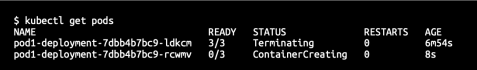 $ kubectl get pods
NAME READY STATUS RESTARTS AGE
pod1-deployment-7dbb4b7bc9-ldkcm 3/3 Terminating 0 6m54s
pod1-deployment-7dbb4b7bc9-rcwmv 0/3 ContainerCreating 0 8s